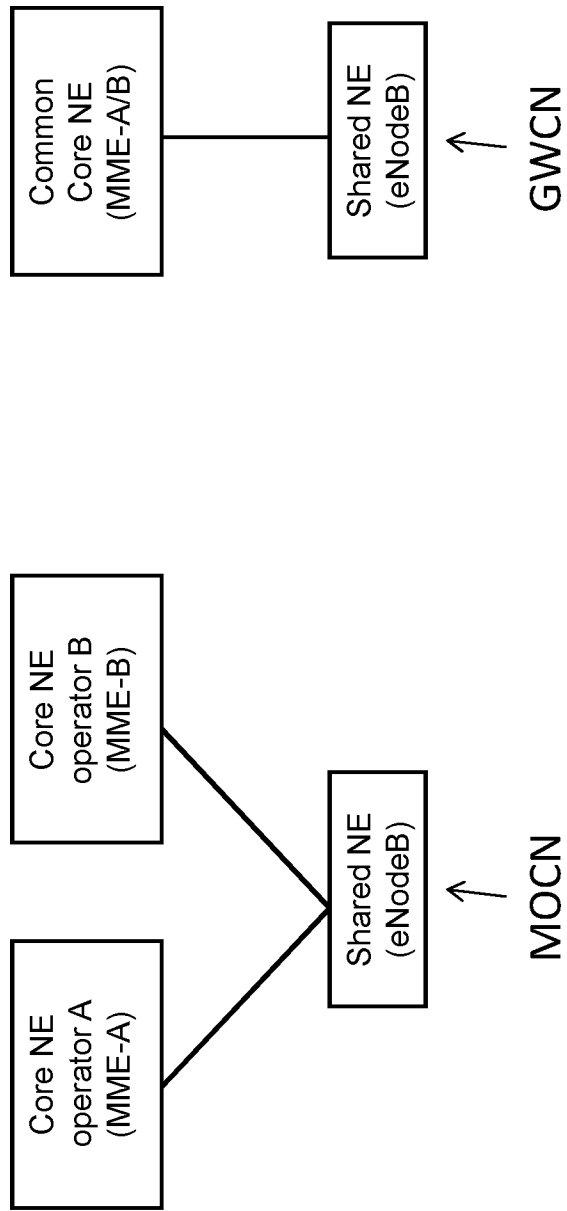 Core NE
operator A
(MME-A)
Core NE
operator B
(MME-B)
Shared NE
(eNodeB)
MOCN
Common
Core NE
(MME-A/B)
Shared NE
(eNodeB)
GWCN